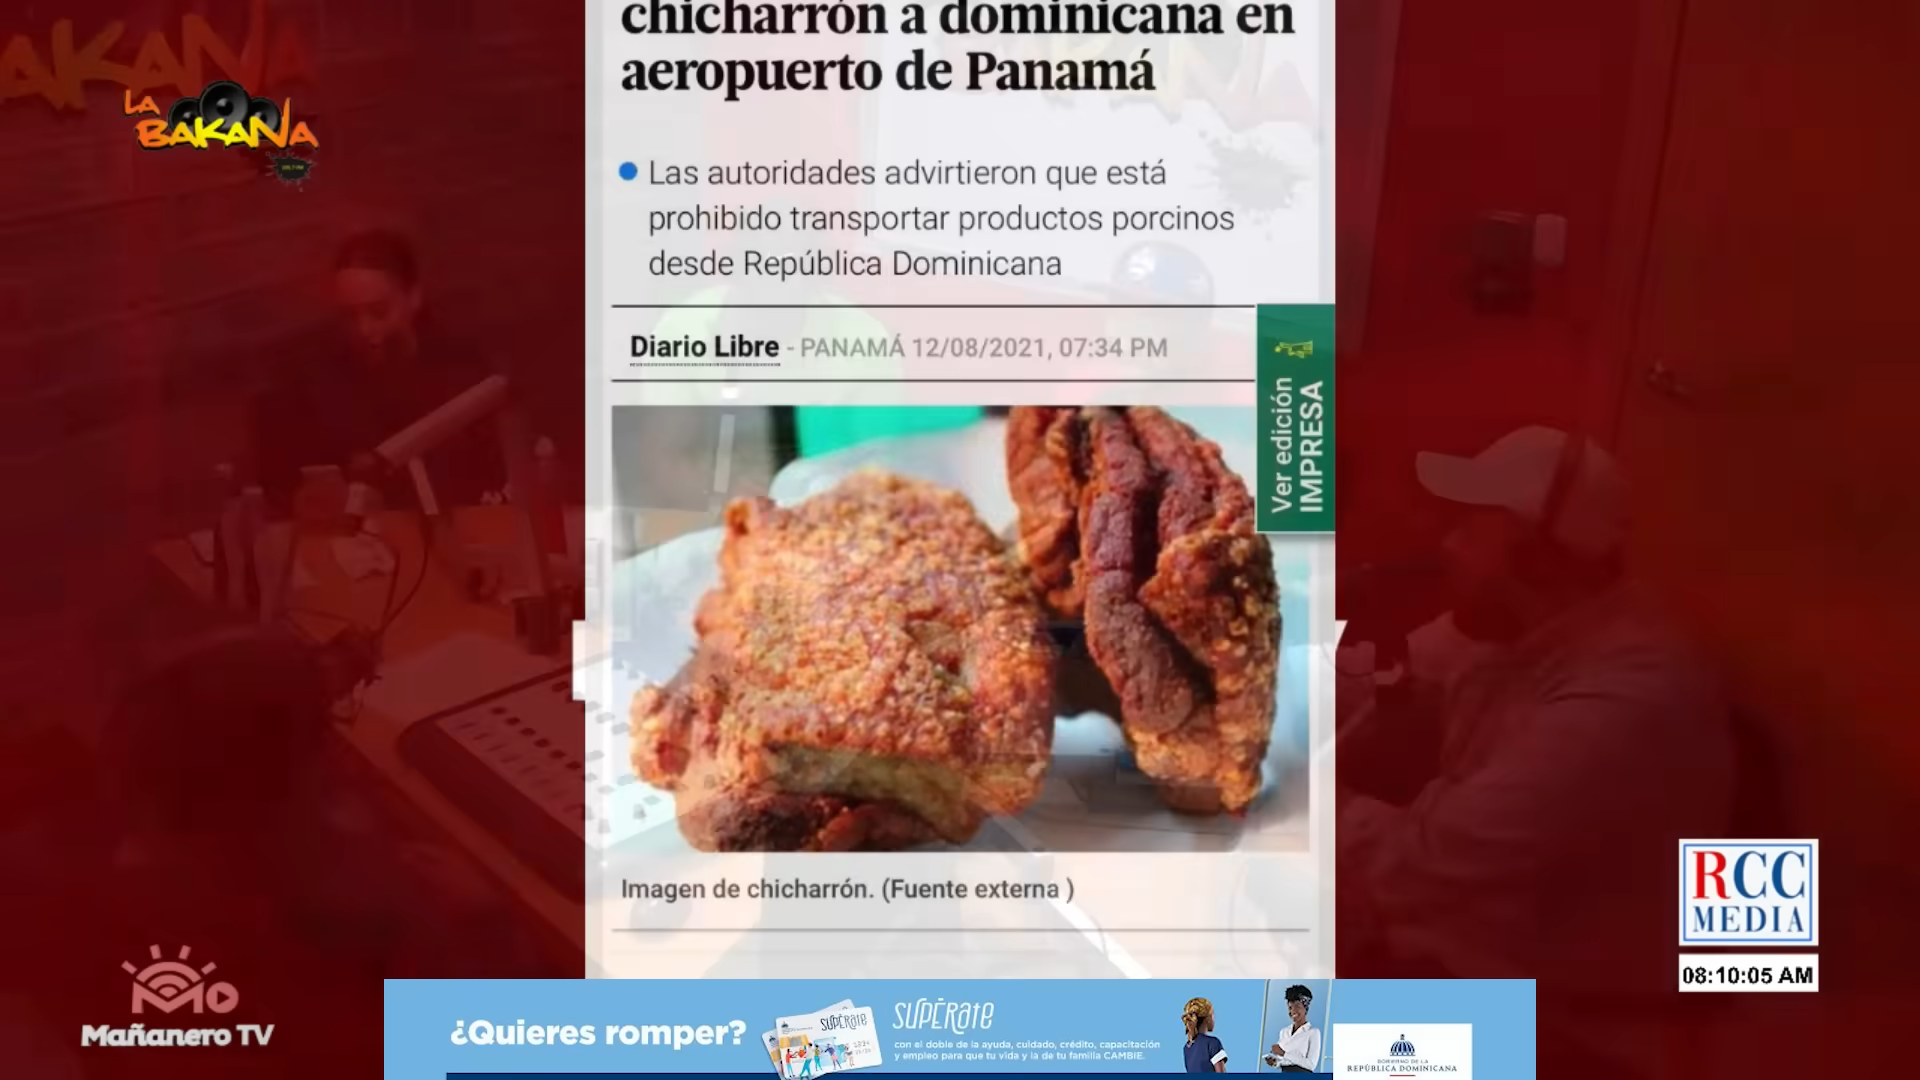 chicharrón a dominicana en
aeropuerto de Panamá
LA
BAKANA
Las autoridades advirtieron que está
prohibido transportar productos porcinos
desde República Dominicana
Diario Libre - PANAMÁ 12/08/2021, 07:34 PM
Ver edición
IMPRESA
Imagen de chicharrón. (Fuente externa )
RCC
MEDIA
08:10:05 AM
Mañanero TV
¿Quieres romper?
SUPÉRATE
SUPÉRATE
con el doble de la ayuda, cuidado, crédito, capacitación
y empleo para que tu vida y la de tu familia CAMBIE.
GOBIERNO DE LA
REPÚBLICA DOMINICANA